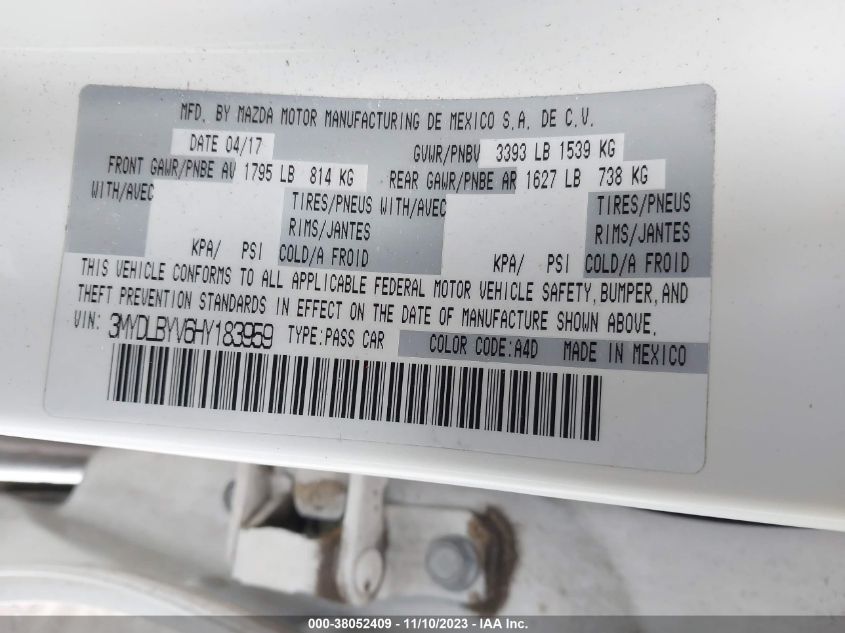 MFD. BY MAZDA MOTOR MANUFACTURING DE MEXICO S.A. DE C.V.
DATE 04/17 GVWR/PNBV 3393 LB 1539 KG
FRONT GAWR/PNBE AV 1795 LB 814 KG REAR GAWR/PNBE AR 1627 LB 738 KG
WITH/AVEC TIRES/PNEUS WITH/AVEC TIRES/PNEUS
RIMS/JANTES RIMS/JANTES
KPA/ PSI COLD/A FROID KPA/ PSI COLD/A FROID
THIS VEHICLE CONFORMS TO ALL APPLICABLE FEDERAL MOTOR VEHICLE SAFETY, BUMPER, AND
THEFT PREVENTION STANDARDS IN EFFECT ON THE DATE OF MANUFACTURE SHOWN ABOVE.
VIN: 3MYDLBYV6HY183959 TYPE:PASS CAR COLOR CODE:A4D MADE IN MEXICO
000-38052409 - 11/10/2023 - IAA Inc.